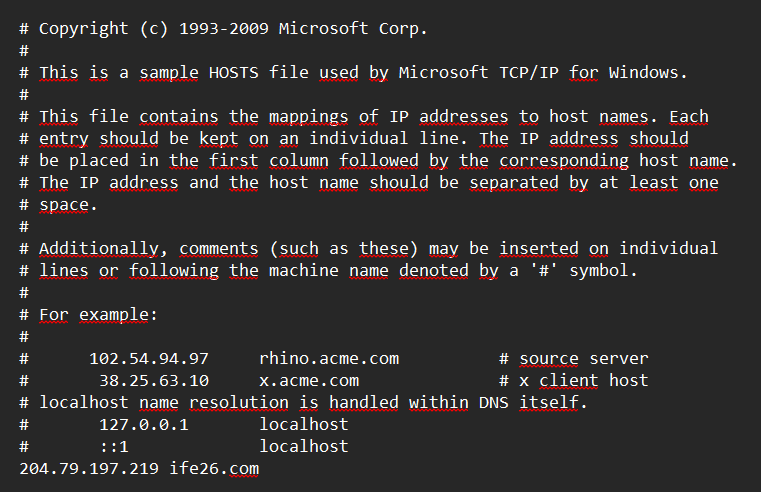 # Copyright (c) 1993-2009 Microsoft Corp.
#
# This is a sample HOSTS file used by Microsoft TCP/IP for Windows.
#
# This file contains the mappings of IP addresses to host names. Each
# entry should be kept on an individual line. The IP address should
# be placed in the first column followed by the corresponding host name.
# The IP address and the host name should be separated by at least one
# space.
#
# Additionally, comments (such as these) may be inserted on individual
# lines or following the machine name denoted by a '#' symbol.
#
# For example:
#
#      102.54.94.97     rhino.acme.com          # source server
#       38.25.63.10     x.acme.com              # x client host
# localhost name resolution is handled within DNS itself.
#       127.0.0.1       localhost
#       ::1             localhost
204.79.197.219 ife26.com